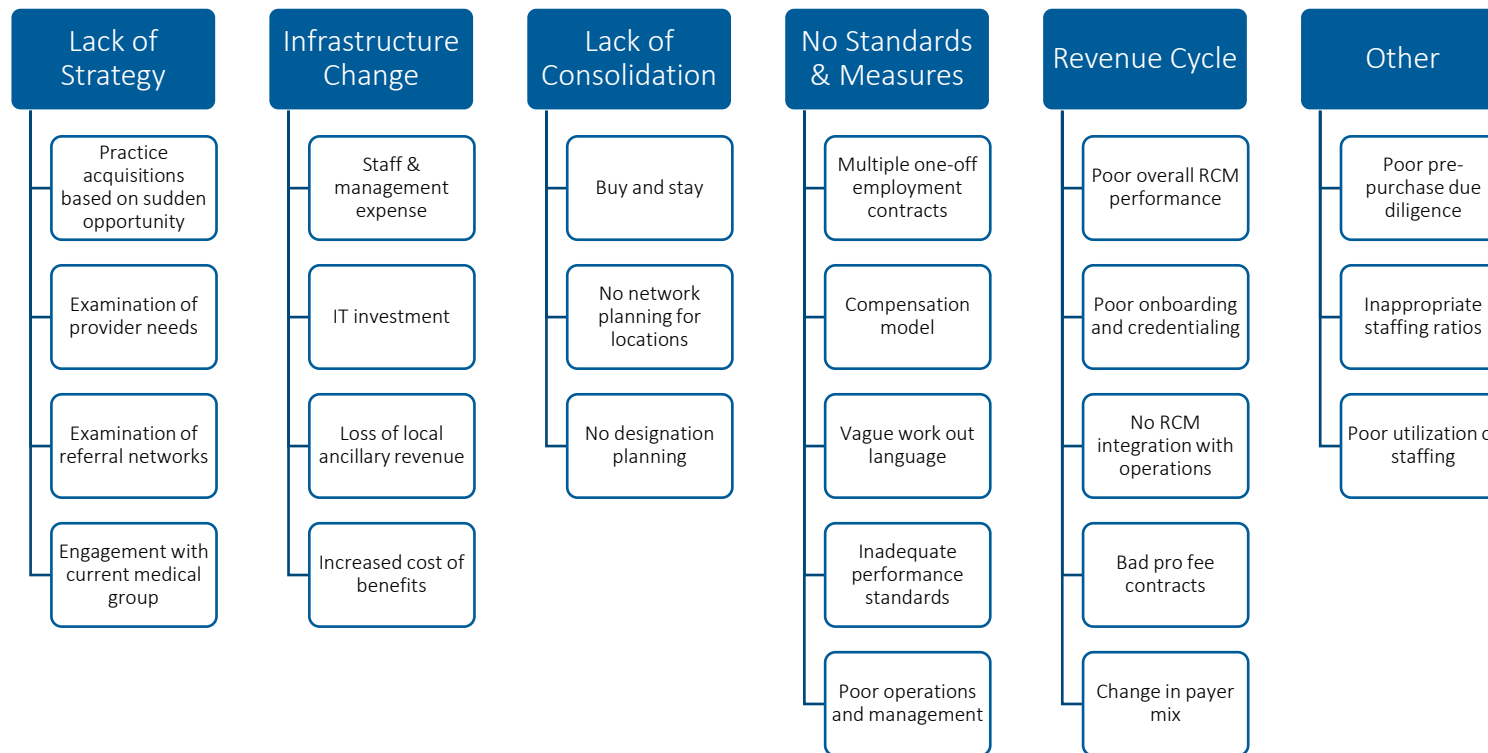 Lack of
Strategy
Practice
acquisitions
based on sudden
opportunity
Examination of
provider needs
Examination of
referral networks
Engagement with
current medical
group
Infrastructure
Change
Staff &
management
expense
IT investment
Loss of local
ancillary revenue
Increased cost of
benefits
Lack of
Consolidation
Buy and stay
No network
planning for
locations
No designation
planning
No Standards
& Measures
Multiple one-off
employment
contracts
Compensation
model
Vague work out
language
Inadequate
performance
standards
Poor operations
and management
Revenue Cycle
Poor overall RCM
performance
Poor onboarding
and credentialing
No RCM
integration with
operations
Bad pro fee
contracts
Change in payer
mix
Other
Poor pre-
purchase due
diligence
Inappropriate
staffing ratios
Poor utilization
staffing